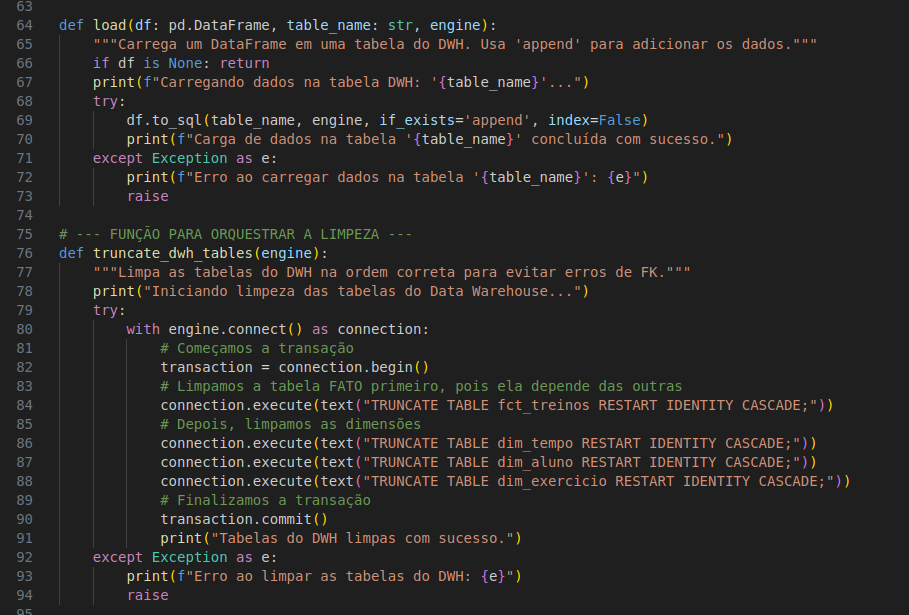 63
64 def load(df: pd.DataFrame, table_name: str, engine):
65     """Carrega um DataFrame em uma tabela do DWH. Usa 'append' para adicionar os dados."""
66     if df is None: return
67     print(f"Carregando dados na tabela DWH: '{table_name}'...")
68     try:
69         df.to_sql(table_name, engine, if_exists='append', index=False)
70         print(f"Carga de dados na tabela '{table_name}' concluída com sucesso.")
71     except Exception as e:
72         print(f"Erro ao carregar dados na tabela '{table_name}': {e}")
73         raise
74
75 # --- FUNÇÃO PARA ORQUESTRAR A LIMPEZA ---
76 def truncate_dwh_tables(engine):
77     """Limpa as tabelas do DWH na ordem correta para evitar erros de FK."""
78     print("Iniciando limpeza das tabelas do Data Warehouse...")
79     try:
80         with engine.connect() as connection:
81             # Começamos a transação
82             transaction = connection.begin()
83             # Limpamos a tabela FATO primeiro, pois ela depende das outras
84             connection.execute(text("TRUNCATE TABLE fct_treinos RESTART IDENTITY CASCADE;"))
85             # Depois, limpamos as dimensões
86             connection.execute(text("TRUNCATE TABLE dim_tempo RESTART IDENTITY CASCADE;"))
87             connection.execute(text("TRUNCATE TABLE dim_aluno RESTART IDENTITY CASCADE;"))
88             connection.execute(text("TRUNCATE TABLE dim_exercicio RESTART IDENTITY CASCADE;"))
89             # Finalizamos a transação
90             transaction.commit()
91             print("Tabelas do DWH limpas com sucesso.")
92     except Exception as e:
93         print(f"Erro ao limpar as tabelas do DWH: {e}")
94         raise
95